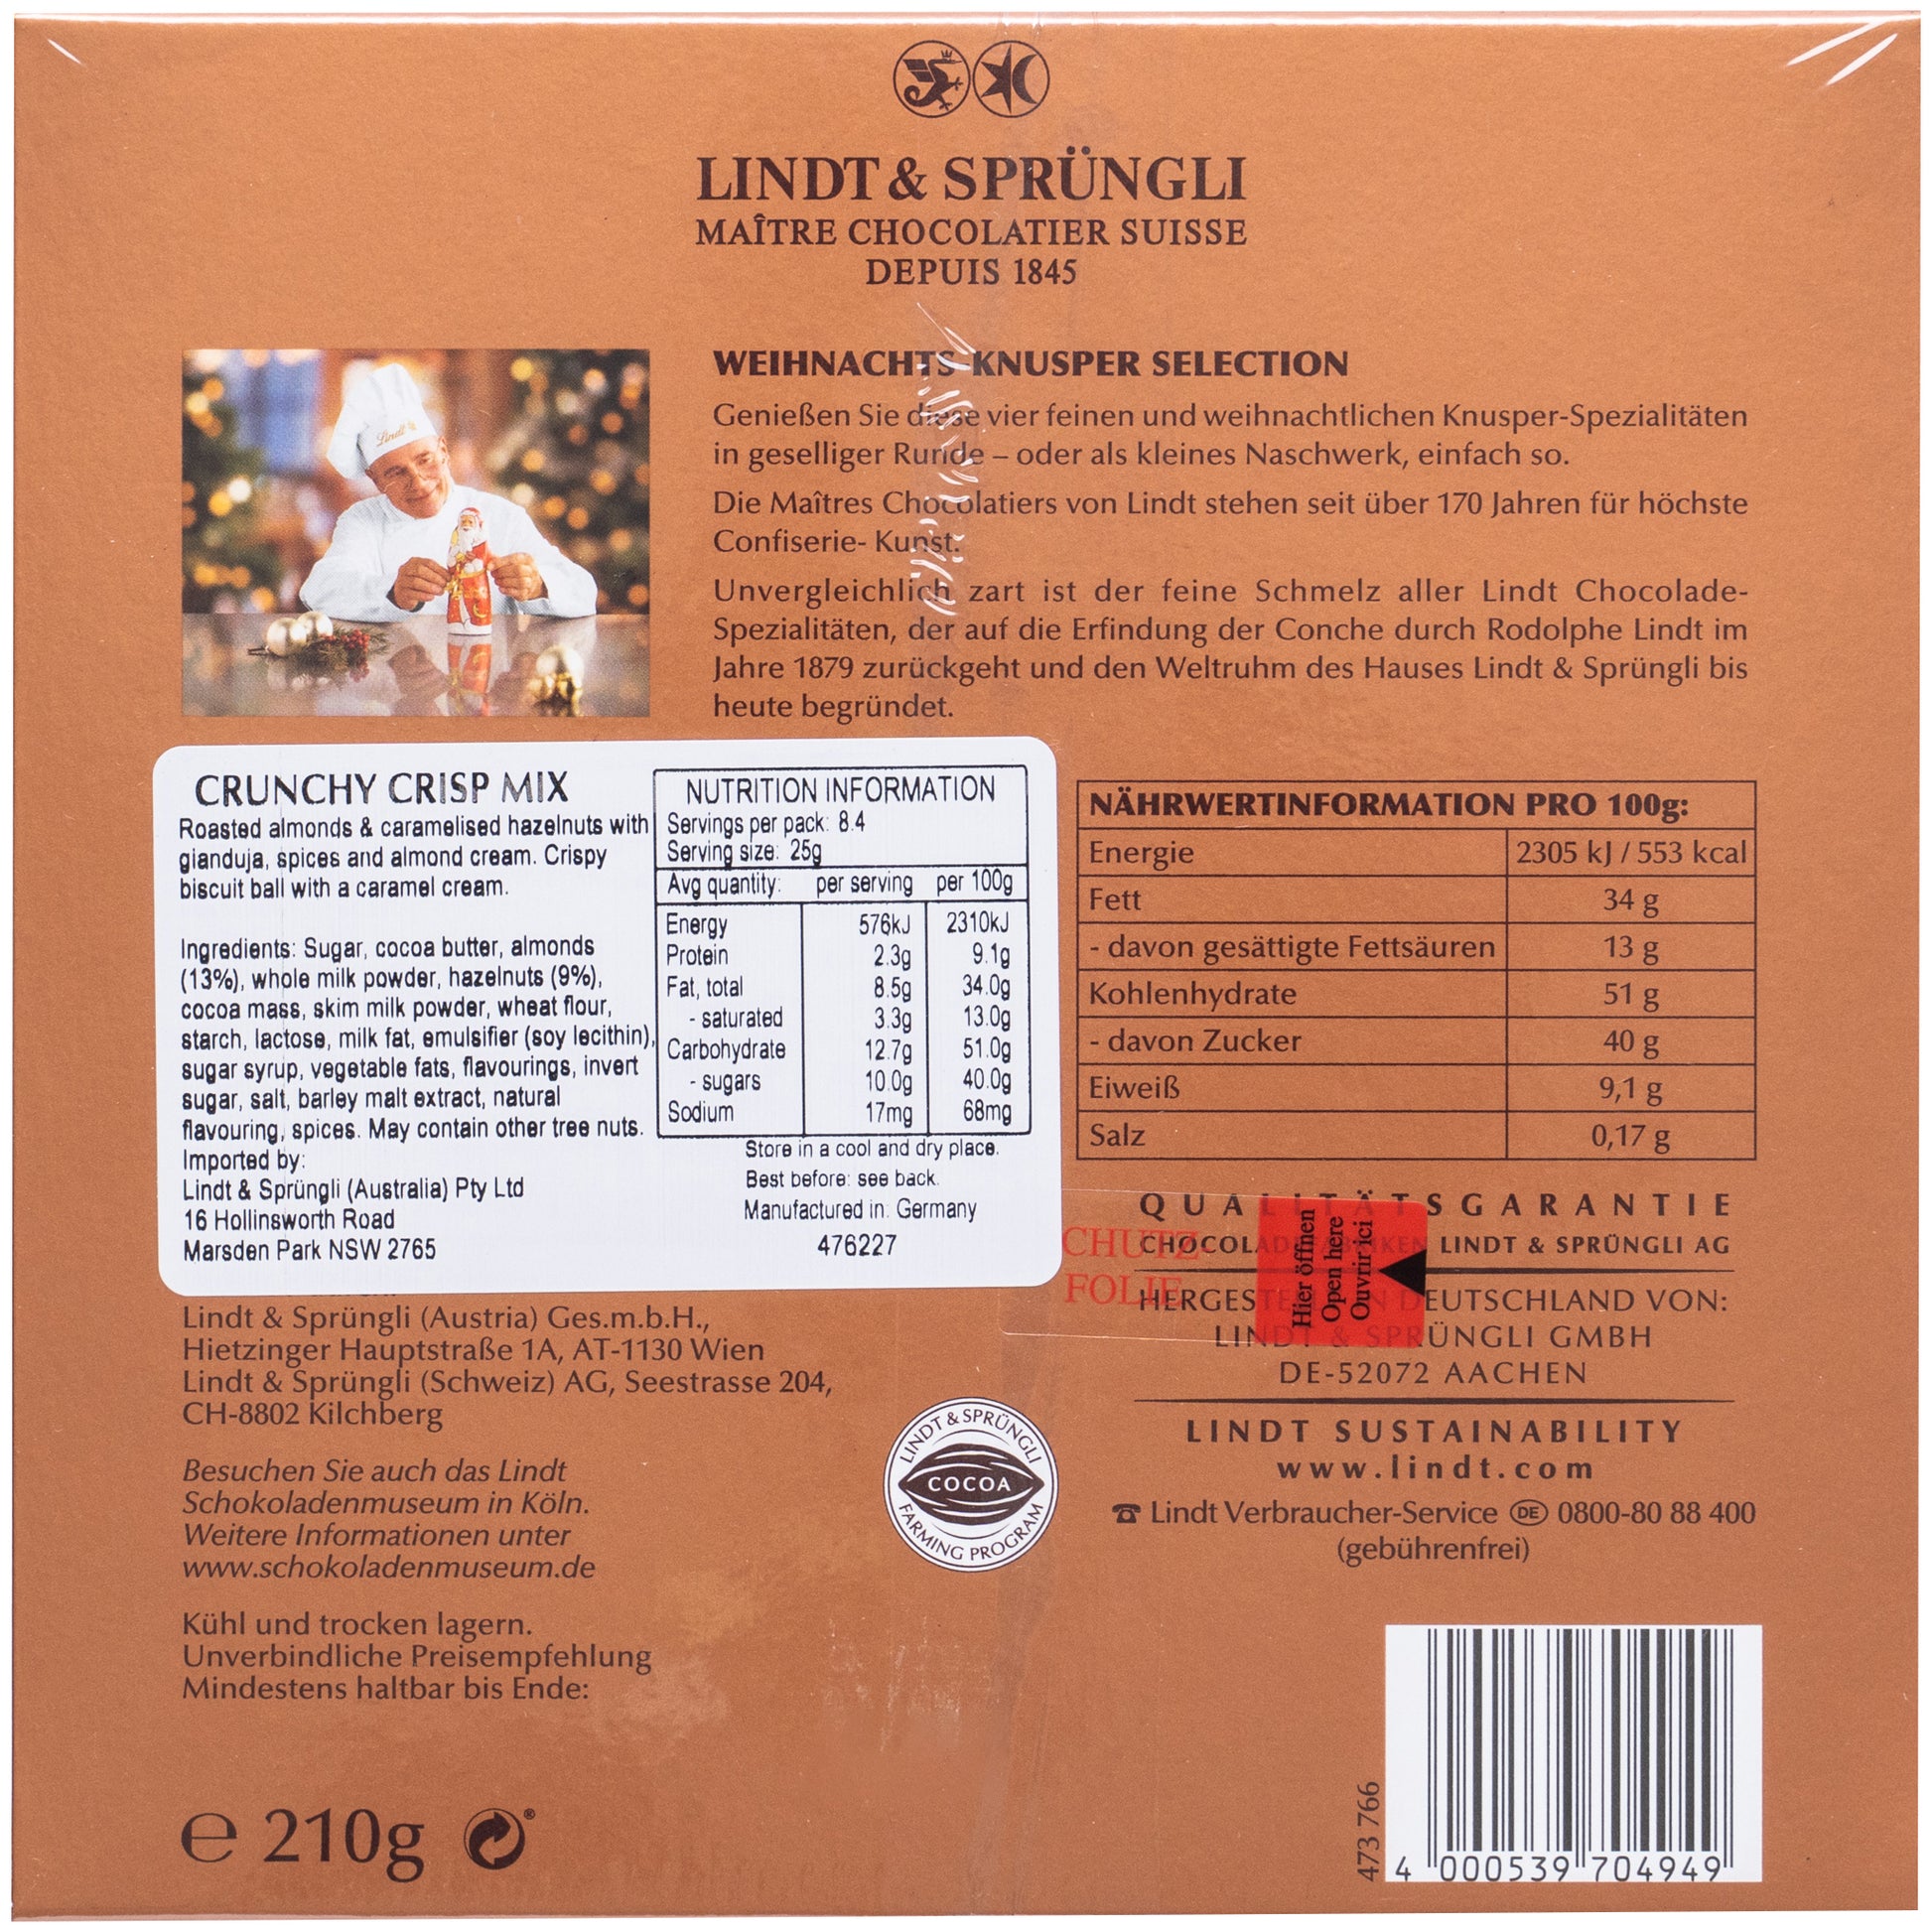 LINDT & SPRÜNGLI
MAÎTRE CHOCOLATIER SUISSE
DEPUIS 1845
Lindt
WEIHNACHTS KNUSPER SELECTION
Genießen Sie diese vier feinen und weihnachtlichen Knusper-Spezialitäten
in geselliger Runde – oder als kleines Naschwerk, einfach so.
Die Maîtres Chocolatiers von Lindt stehen seit über 170 Jahren für höchste
Confiserie- Kunst.
Unvergleichlich zart ist der feine Schmelz aller Lindt Chocolade-
Spezialitäten, der auf die Erfindung der Conche durch Rodolphe Lindt im
Jahre 1879 zurückgeht und den Weltruhm des Hauses Lindt & Sprüngli bis
heute begründet.
CRUNCHY CRISP MIX
Roasted almonds & caramelised hazelnuts with
gianduja, spices and almond cream. Crispy
biscuit ball with a caramel cream.
Ingredients: Sugar, cocoa butter, almonds
(13%), whole milk powder, hazelnuts (9%),
cocoa mass, skim milk powder, wheat flour,
starch, lactose, milk fat, emulsifier (soy lecithin),
sugar syrup, vegetable fats, flavourings, invert
sugar, salt, barley malt extract, natural
flavouring, spices. May contain other tree nuts.
Imported by:
Lindt & Sprüngli (Australia) Pty Ltd
16 Hollinsworth Road
Marsden Park NSW 2765
NUTRITION INFORMATION
Servings per pack: 8.4
Serving size: 25g
Avg quantity: per serving per 100g
Energy 576kJ 2310kJ
Protein 2.3g 9.1g
Fat, total 8.5g 34.0g
- saturated 3.3g 13.0g
Carbohydrate 12.7g 51.0g
- sugars 10.0g 40.0g
Sodium 17mg 68mg
Store in a cool and dry place.
Best before: see back.
Manufactured in: Germany
476227
NÄHRWERTINFORMATION PRO 100g:
Energie 2305 kJ / 553 kcal
Fett 34 g
- davon gesättigte Fettsäuren 13 g
Kohlenhydrate 51 g
- davon Zucker 40 g
Eiweiß 9,1 g
Salz 0,17 g
QUALITÄTSGARANTIE
CHOCOLADEFABRIKEN LINDT & SPRÜNGLI AG
HERGESTELLT IN DEUTSCHLAND VON:
LINDT & SPRÜNGLI GMBH
DE-52072 AACHEN
CHUTZ-
FOLIE
Hier öffnen
Open here
Ouvrir ici
LINDT SUSTAINABILITY
www.lindt.com
☎ Lindt Verbraucher-Service DE 0800-80 88 400
(gebührenfrei)
Lindt & Sprüngli (Austria) Ges.m.b.H.,
Hietzinger Hauptstraße 1A, AT-1130 Wien
Lindt & Sprüngli (Schweiz) AG, Seestrasse 204,
CH-8802 Kilchberg
Besuchen Sie auch das Lindt
Schokoladenmuseum in Köln.
Weitere Informationen unter
www.schokoladenmuseum.de
LINDT & SPRÜNGLI
COCOA
FARMING PROGRAM
Kühl und trocken lagern.
Unverbindliche Preisempfehlung
Mindestens haltbar bis Ende:
℮ 210g ®
473 766
4 000539 704949